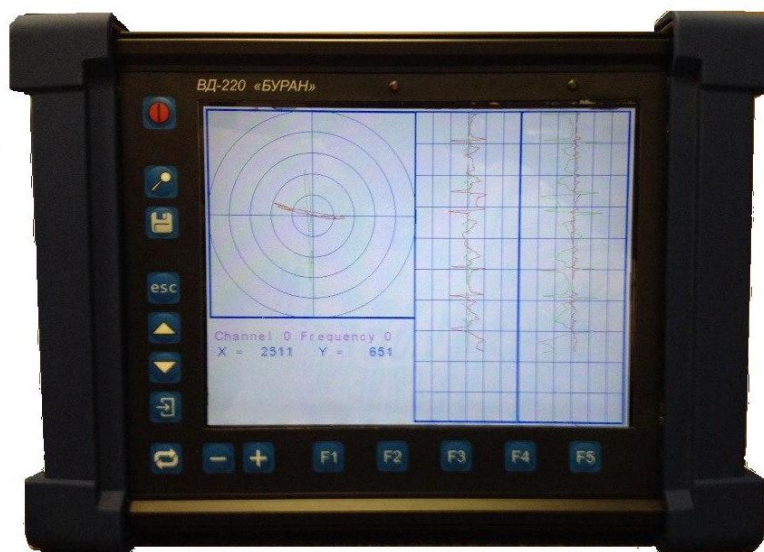 ВД-220 «БУРАН»
esc
Channel 0 Frequency 0
X = 2511 Y = 651
F1 F2 F3 F4 F5